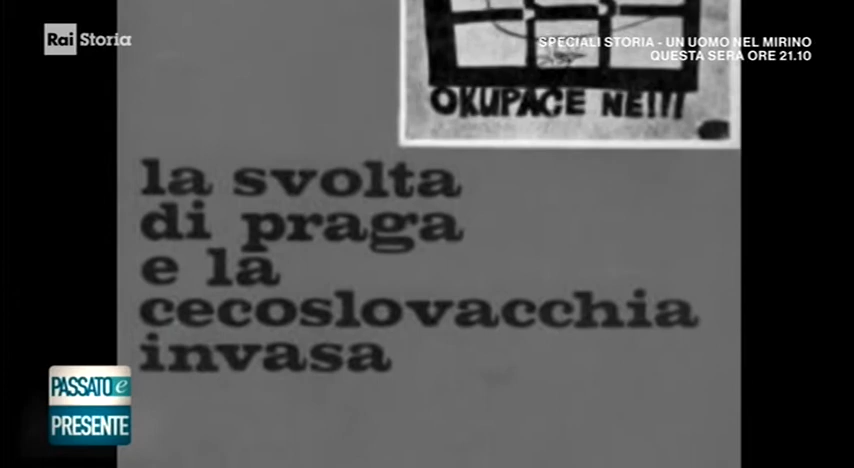 Rai Storia
SPECIALI STORIA - UN UOMO NEL MIRINO
QUESTA SERA ORE 21.10
OKUPACE NE!!!
la svolta
di praga
e la
cecoslovacchia
invasa
PASSATO e
PRESENTE